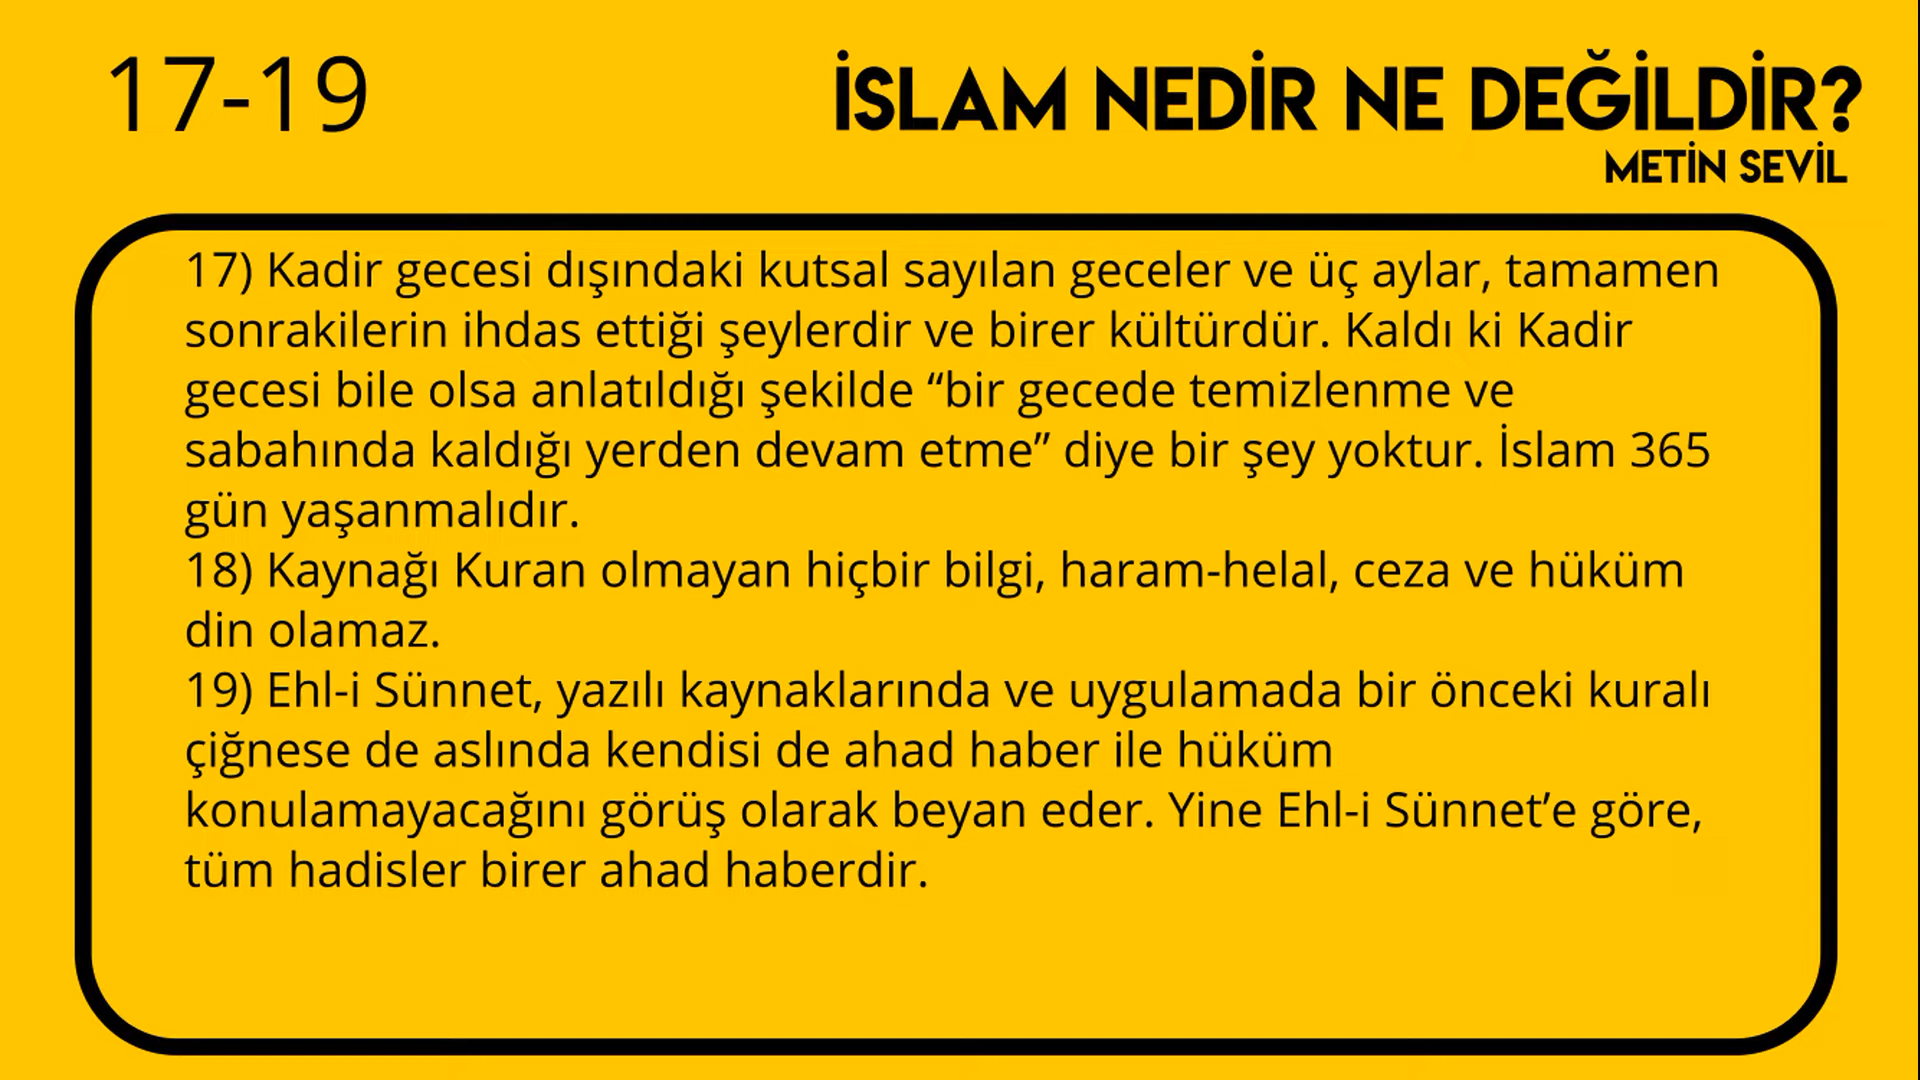 17-19
İSLAM NEDİR NE DEĞİLDİR?
METİN SEVİL
17) Kadir gecesi dışındaki kutsal sayılan geceler ve üç aylar, tamamen
sonrakilerin ihdas ettiği şeylerdir ve birer kültürdür. Kaldı ki Kadir
gecesi bile olsa anlatıldığı şekilde “bir gecede temizlenme ve
sabahında kaldığı yerden devam etme” diye bir şey yoktur. İslam 365
gün yaşanmalıdır.
18) Kaynağı Kuran olmayan hiçbir bilgi, haram-helal, ceza ve hüküm
din olamaz.
19) Ehl-i Sünnet, yazılı kaynaklarında ve uygulamada bir önceki kuralı
çiğnese de aslında kendisi de ahad haber ile hüküm
konulamayacağını görüş olarak beyan eder. Yine Ehl-i Sünnet’e göre,
tüm hadisler birer ahad haberdir.